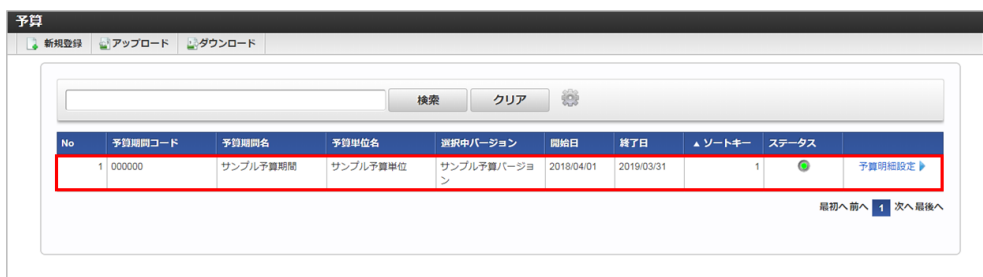 予算
新規登録 アップロード ダウンロード
検索 クリア
No 予算期間コード 予算期間名 予算単位名 選択中バージョン 開始日 終了日 ▲ ソートキー ステータス
1 000000 サンプル予算期間 サンプル予算単位 サンプル予算バージョン 2018/04/01 2019/03/31 1 予算明細設定
最初へ 前へ 1 次へ 最後へ